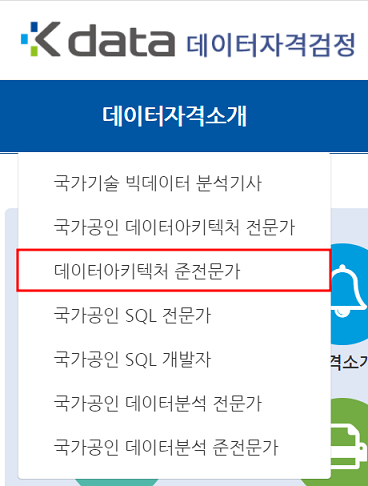 Kdata 데이터자격검정
데이터자격소개
국가기술 빅데이터 분석기사
국가공인 데이터아키텍처 전문가
데이터아키텍처 준전문가
국가공인 SQL 전문가
국가공인 SQL 개발자
격소개
국가공인 데이터분석 전문가
국가공인 데이터분석 준전문가